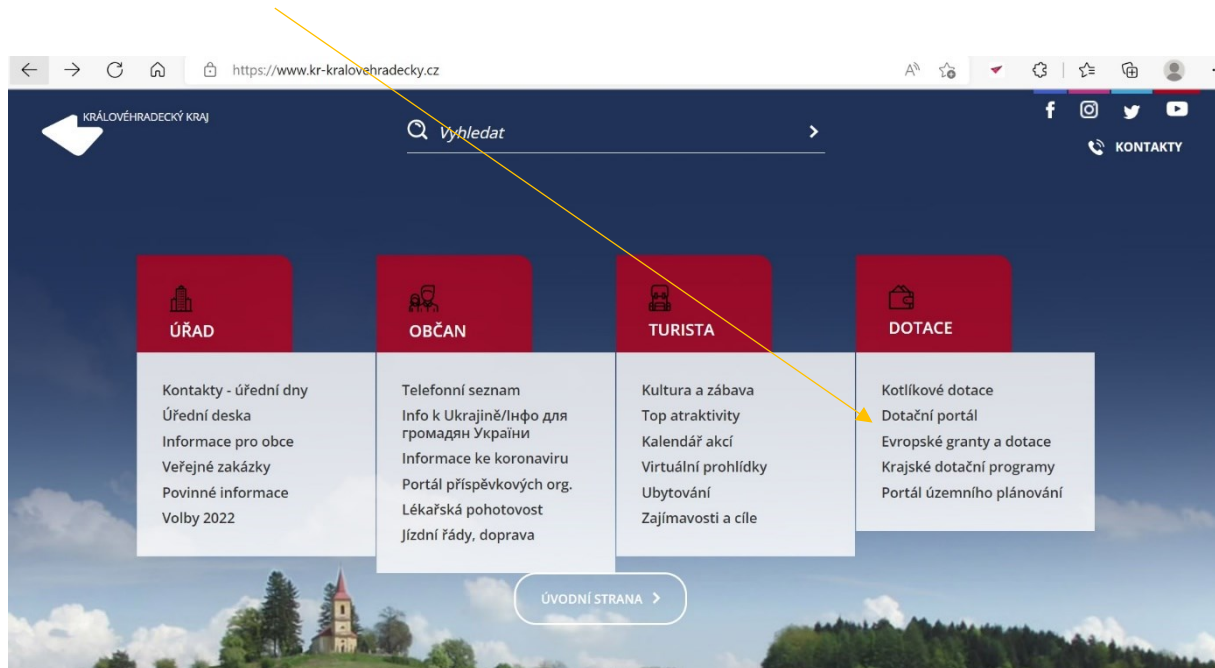 https://www.kr-kralovehradecky.cz
KRÁLOVÉHRADECKÝ KRAJ
Vyhledat
KONTAKTY
ÚŘAD
Kontakty - úřední dny
Úřední deska
Informace pro obce
Veřejné zakázky
Povinné informace
Volby 2022
OBČAN
Telefonní seznam
Info k Ukrajině/Інфо для
громадян України
Informace ke koronaviru
Portál příspěvkových org.
Lékařská pohotovost
Jízdní řády, doprava
TURISTA
Kultura a zábava
Top atraktivity
Kalendář akcí
Virtuální prohlídky
Ubytování
Zajímavosti a cíle
DOTACE
Kotlíkové dotace
Dotační portál
Evropské granty a dotace
Krajské dotační programy
Portál územního plánování
ÚVODNÍ STRANA